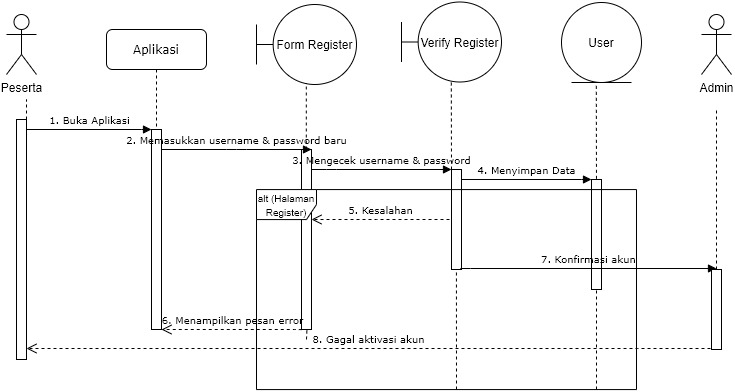 Peserta
Aplikasi
Form Register
Verify Register
User
Admin
1. Buka Aplikasi
2. Memasukkan username & password baru
3. Mengecek username & password
4. Menyimpan Data
alt (Halaman
Register)
5. Kesalahan
7. Konfirmasi akun
6. Menampilkan pesan error
8. Gagal aktivasi akun